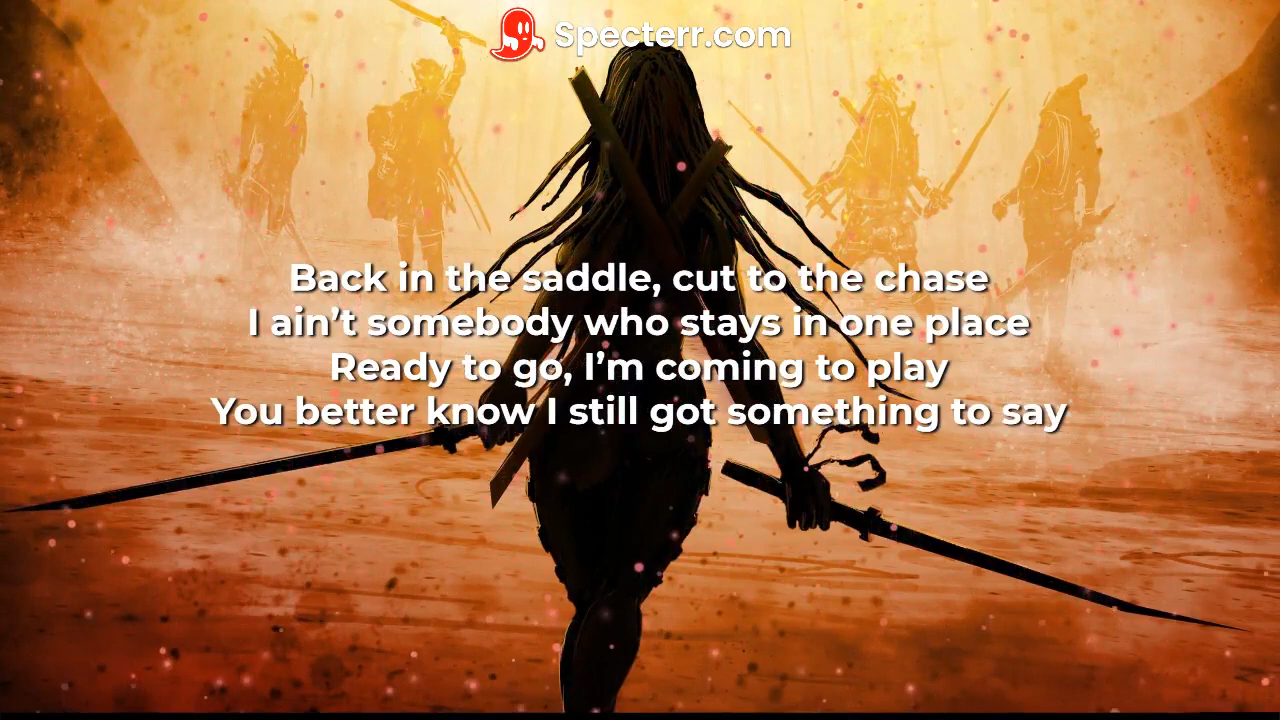 Specterr.com
Back in the saddle, cut to the chase
I ain’t somebody who stays in one place
Ready to go, I’m coming to play
You better know I still got something to say